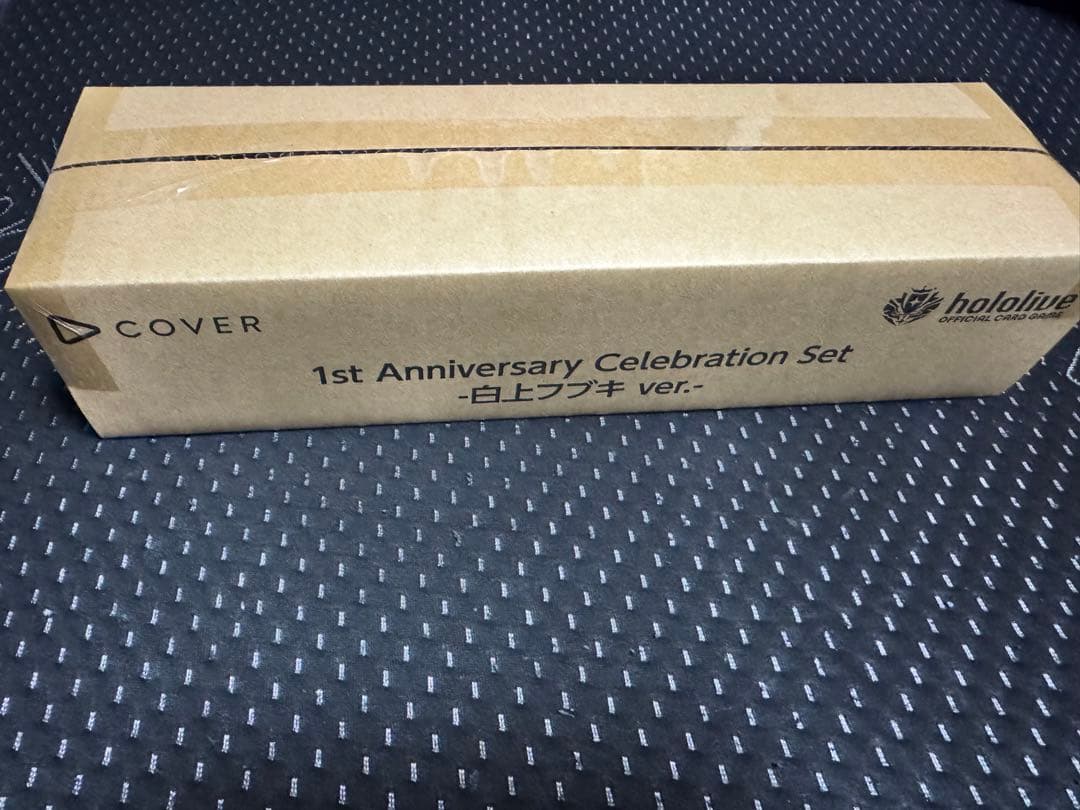 COVER
hololive
OFFICIAL CARD GAME
1st Anniversary Celebration Set
-白上フブキ ver.-